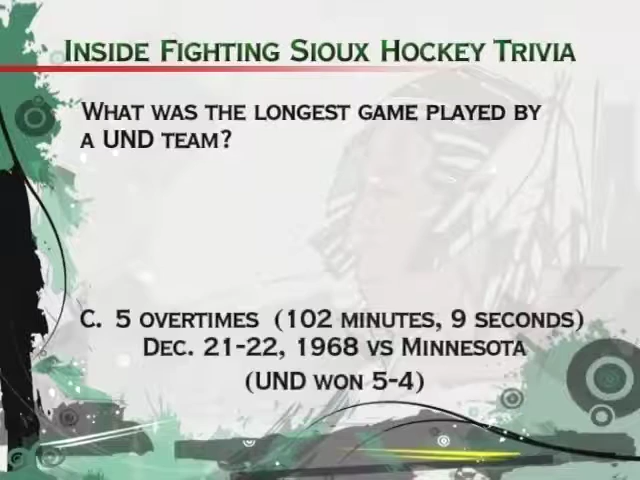 Inside Fighting Sioux Hockey Trivia
What was the longest game played by
a UND team?
C. 5 overtimes (102 minutes, 9 seconds)
Dec. 21-22, 1968 vs Minnesota
(UND won 5-4)